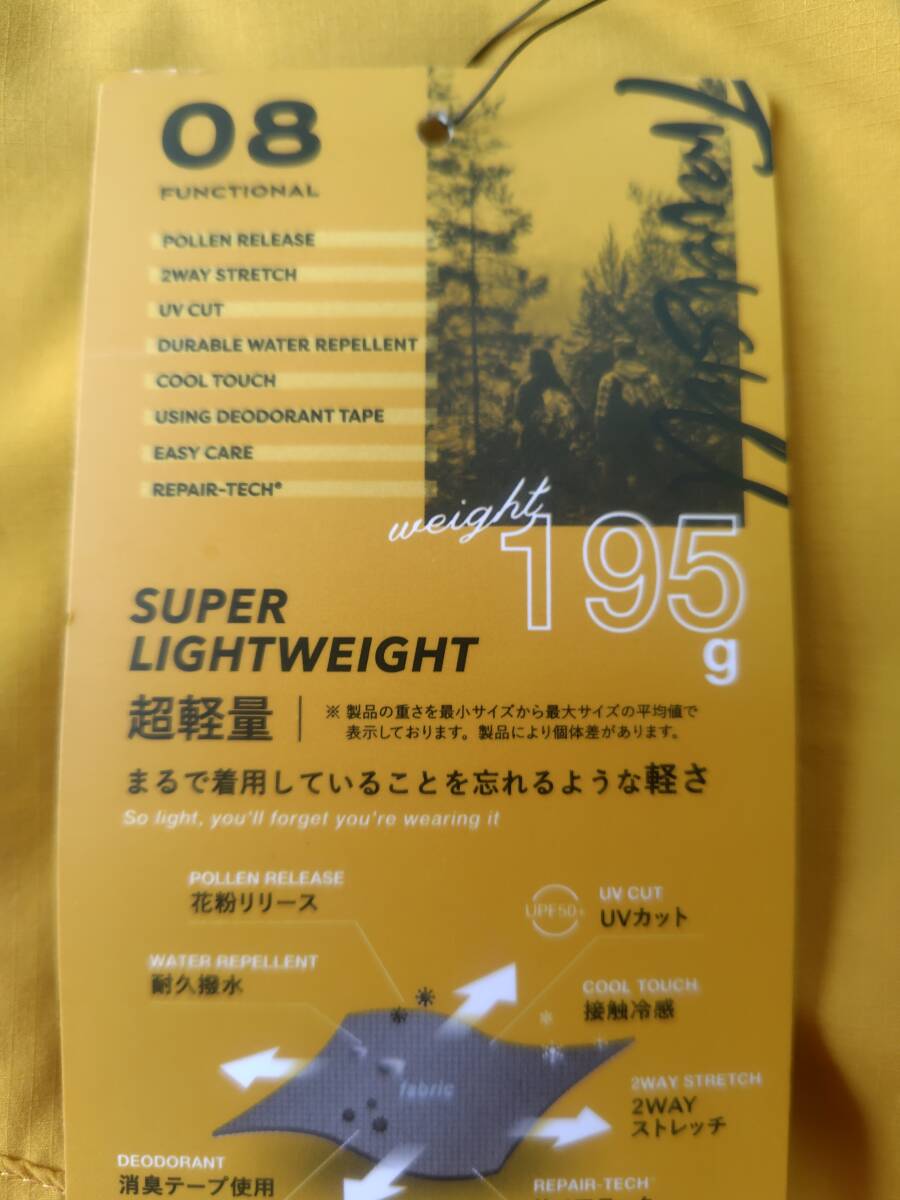 08
FUNCTIONAL
POLLEN RELEASE
2WAY STRETCH
UV CUT
DURABLE WATER REPELLENT
COOL TOUCH
USING DEODORANT TAPE
EASY CARE
REPAIR-TECH®
weight
195
g
SUPER
LIGHTWEIGHT
超軽量
※ 製品の重さを最小サイズから最大サイズの平均値で
表示しております。製品により個体差があります。
まるで着用していることを忘れるような軽さ
So light, you'll forget you're wearing it
POLLEN RELEASE
花粉リリース
UPF50+
UV CUT
UVカット
WATER REPELLENT
耐久撥水
COOL TOUCH
接触冷感
fabric
2WAY STRETCH
2WAY
ストレッチ
DEODORANT
消臭テープ使用
REPAIR-TECH